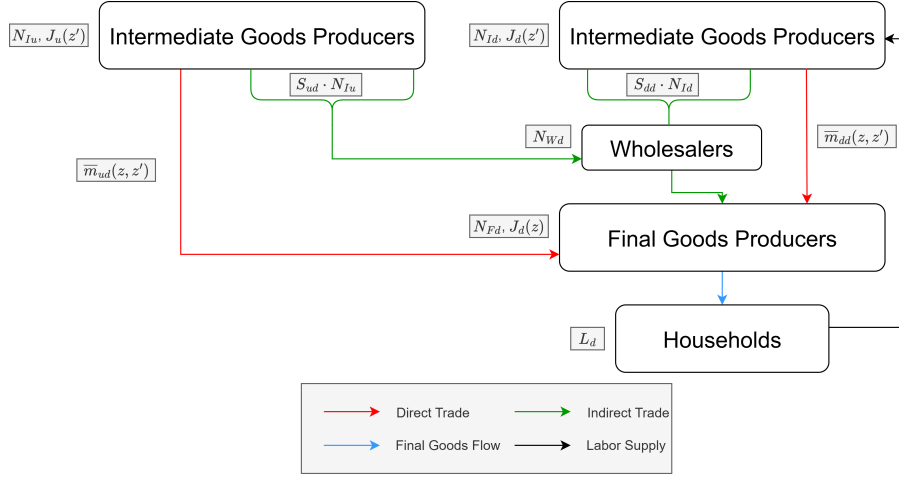 N_{Iu}, J_u(z′)
Intermediate Goods Producers
N_{Id}, J_d(z′)
Intermediate Goods Producers
S_{ud} · N_{Iu}
S_{dd} · N_{Id}
N_{Wd}
Wholesalers
m̅_{dd}(z, z′)
m̅_{ud}(z, z′)
N_{Fd}, J_d(z)
Final Goods Producers
L_d
Households
Direct Trade
Indirect Trade
Final Goods Flow
Labor Supply